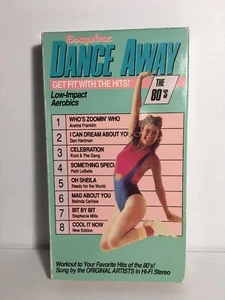 Esquire
DANCE AWAY
GET FIT WITH THE HITS!
THE
80'S
Low-Impact
Aerobics
1 WHO'S ZOOMIN' WHO
Aretha Franklin
2 I CAN DREAM ABOUT YOU
Dan Hartman
3 CELEBRATION
Kool & The Gang
4 SOMETHING SPECI
Patti LaBelle
5 OH SHEILA
Ready for the World
6 MAD ABOUT YOU
Belinda Carlisle
7 BIT BY BIT
Stephanie Mills
8 COOL IT NOW
New Edition
Workout to Your Favorite Hits of the 80's!
Sung by the ORIGINAL ARTISTS in Hi-Fi Stereo